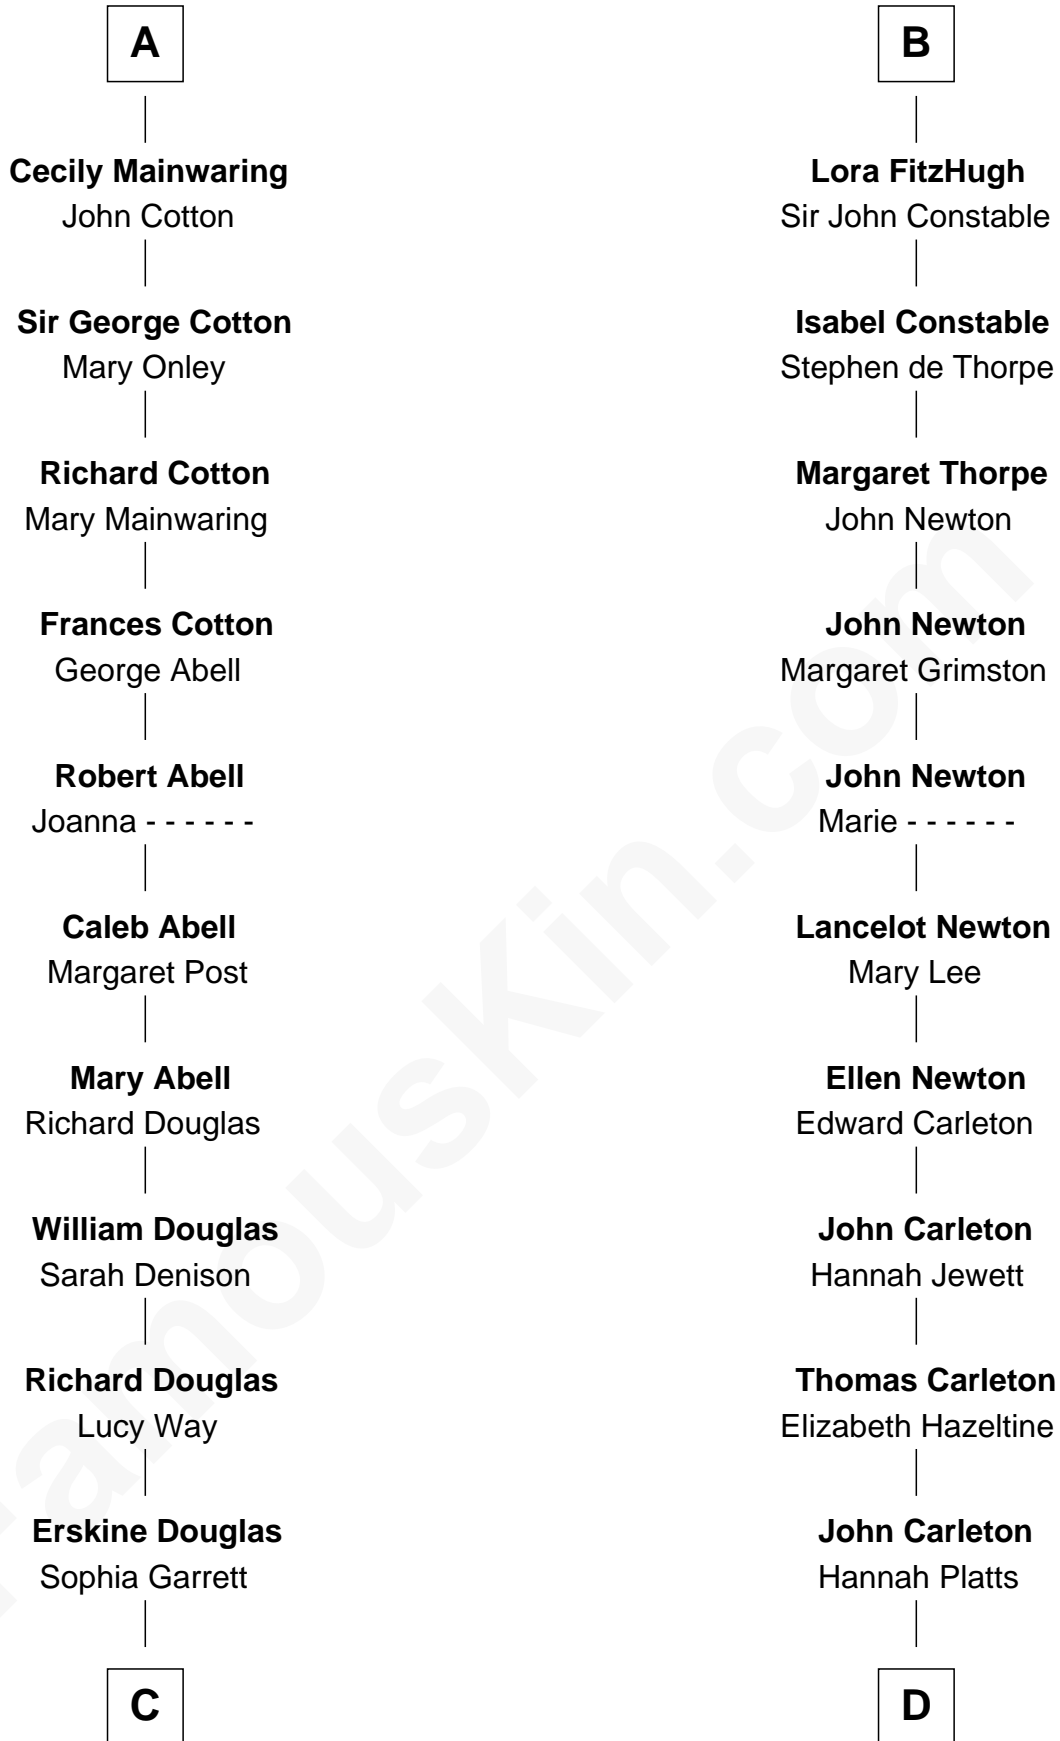 A
Cecily Mainwaring
John Cotton
Sir George Cotton
Mary Onley
Richard Cotton
Mary Mainwaring
Frances Cotton
George Abell
Robert Abell
Joanna - - - - - -
Caleb Abell
Margaret Post
Mary Abell
Richard Douglas
William Douglas
Sarah Denison
Richard Douglas
Lucy Way
Erskine Douglas
Sophia Garrett
C
B
Lora FitzHugh
Sir John Constable
Isabel Constable
Stephen de Thorpe
Margaret Thorpe
John Newton
John Newton
Margaret Grimston
John Newton
Marie - - - - - -
Lancelot Newton
Mary Lee
Ellen Newton
Edward Carleton
John Carleton
Hannah Jewett
Thomas Carleton
Elizabeth Hazeltine
John Carleton
Hannah Platts
D
FamousKin.com